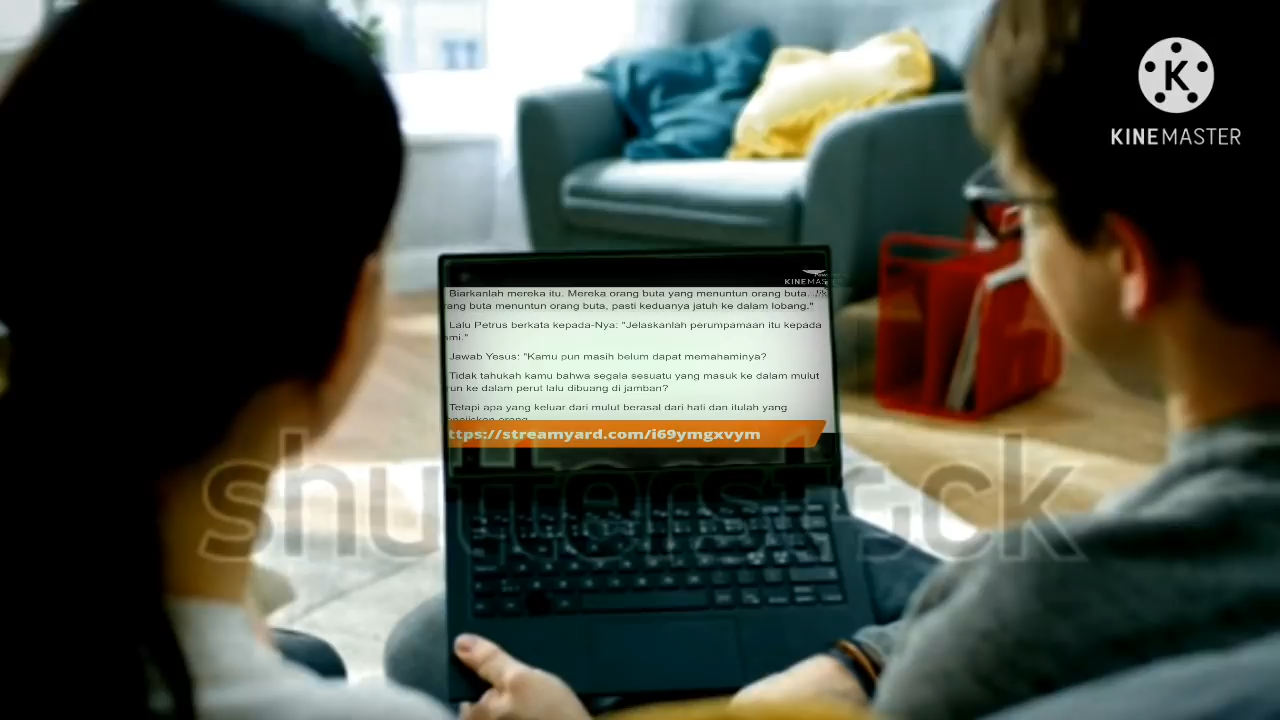 K
KINEMASTER
KINEMAS
Biarkanlah mereka itu. Mereka orang buta yang menuntun orang buta.
ang buta menuntun orang buta, pasti keduanya jatuh ke dalam lobang."
Lalu Petrus berkata kepada-Nya: "Jelaskanlah perumpamaan itu kepada
mi."
Jawab Yesus: "Kamu pun masih belum dapat memahaminya?
Tidak tahukah kamu bahwa segala sesuatu yang masuk ke dalam mulut
run ke dalam perut lalu dibuang di jamban?
Tetapi apa yang keluar dari mulut berasal dari hati dan itulah yang
orang
ttps://streamyard.com/i69ymgxvym
shutterstock